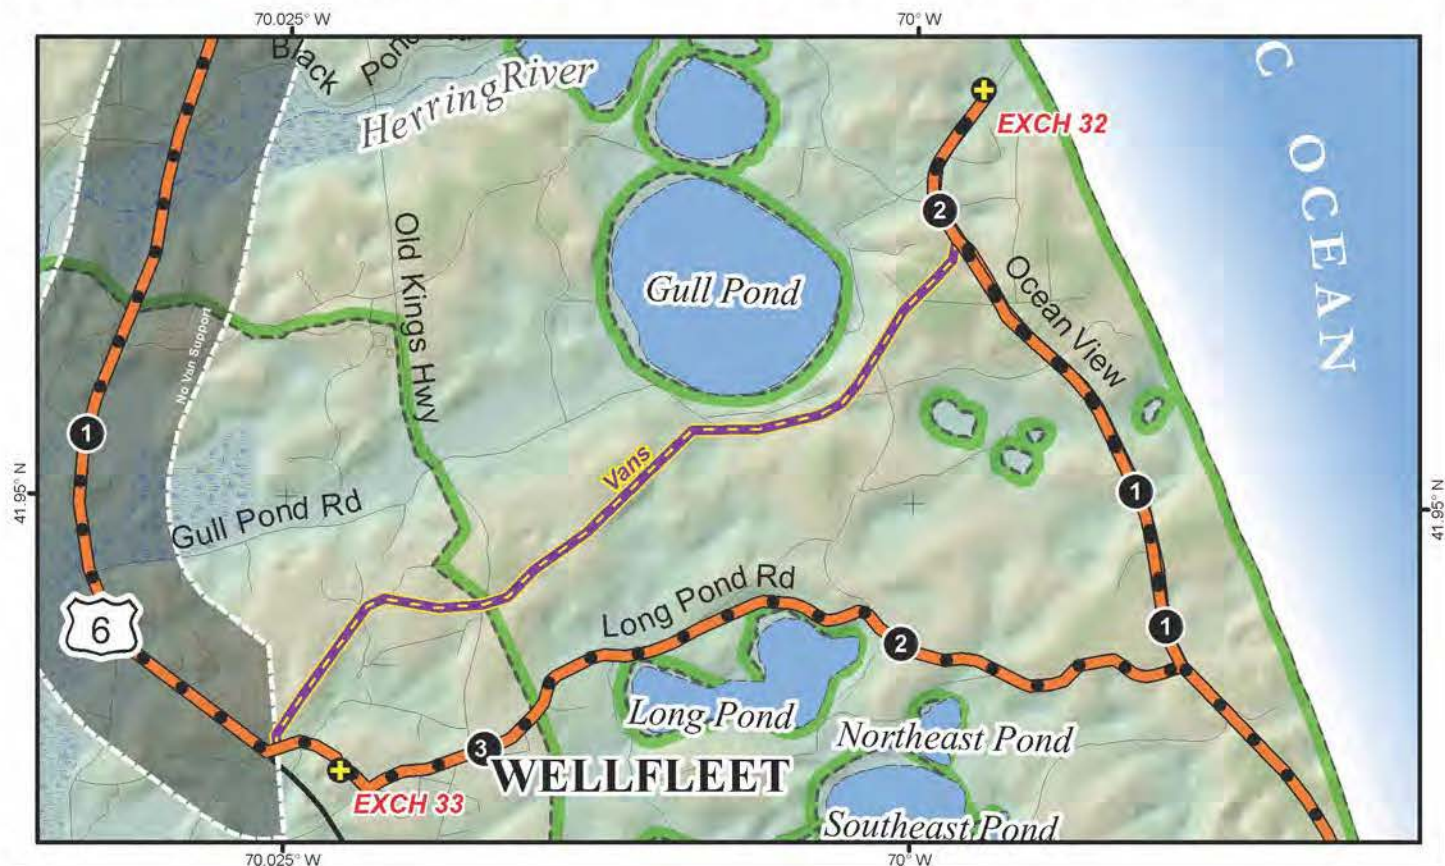 70.025° W
70° W
Black
Pond
C OCEAN
Herring River
EXCH 32
2
Old Kings Hwy
Gull Pond
Ocean View
No Van Support
1
Vans
1
41.95° N
41.95° N
Gull Pond Rd
Long Pond Rd
6
1
2
Long Pond
Northeast Pond
3
WELLFLEET
EXCH 33
Southeast Pond
70.025° W
70° W